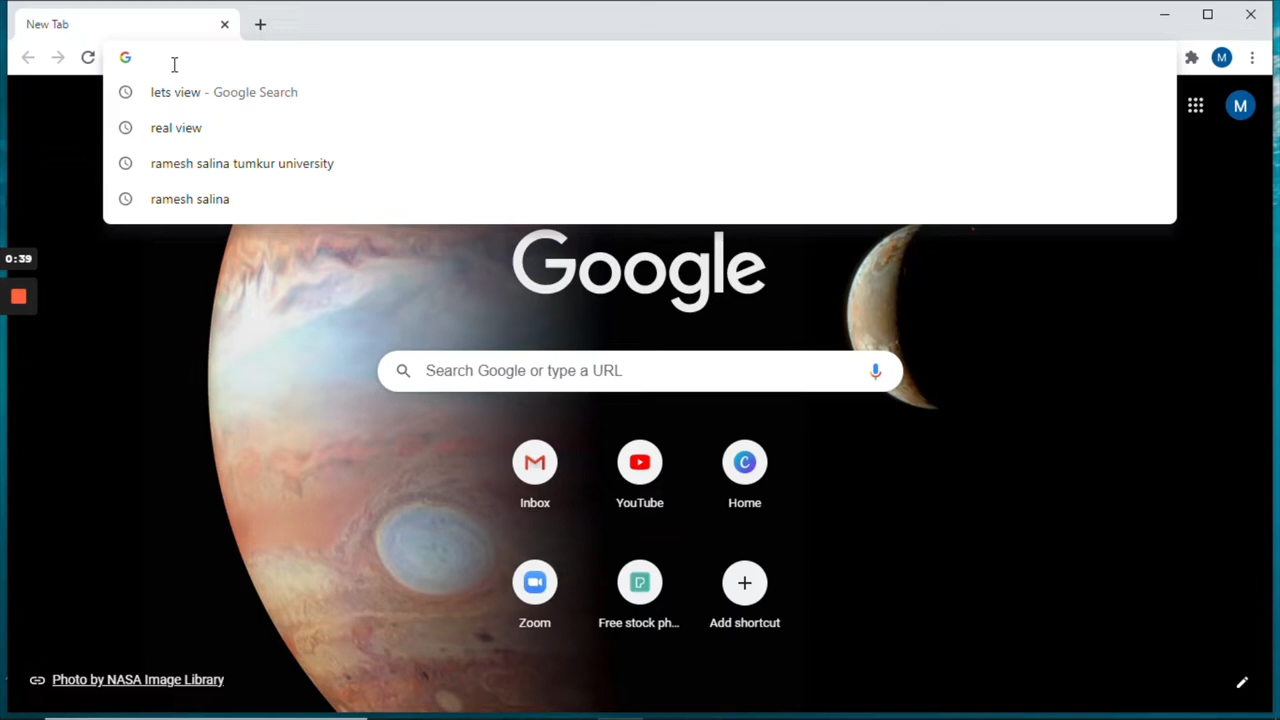 New Tab
lets view - Google Search
real view
ramesh salina tumkur university
ramesh salina
M
M
0:39
Google
Search Google or type a URL
Inbox YouTube Home
Zoom Free stock ph... Add shortcut
Photo by NASA Image Library